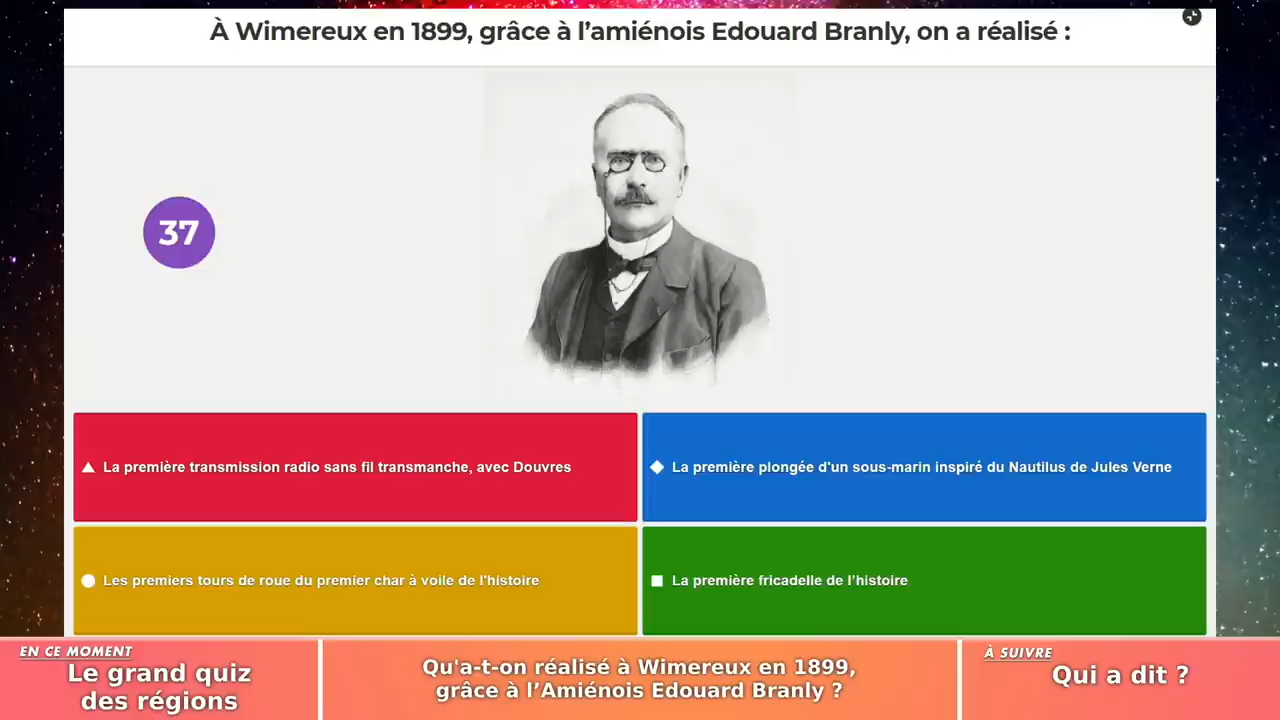 À Wimereux en 1899, grâce à l’amiénois Edouard Branly, on a réalisé :
37
La première transmission radio sans fil transmanche, avec Douvres
La première plongée d'un sous-marin inspiré du Nautilus de Jules Verne
Les premiers tours de roue du premier char à voile de l'histoire
La première fricadelle de l’histoire
EN CE MOMENT
Le grand quiz
des régions
Qu'a-t-on réalisé à Wimereux en 1899,
grâce à l’Amiénois Edouard Branly ?
À SUIVRE
Qui a dit ?